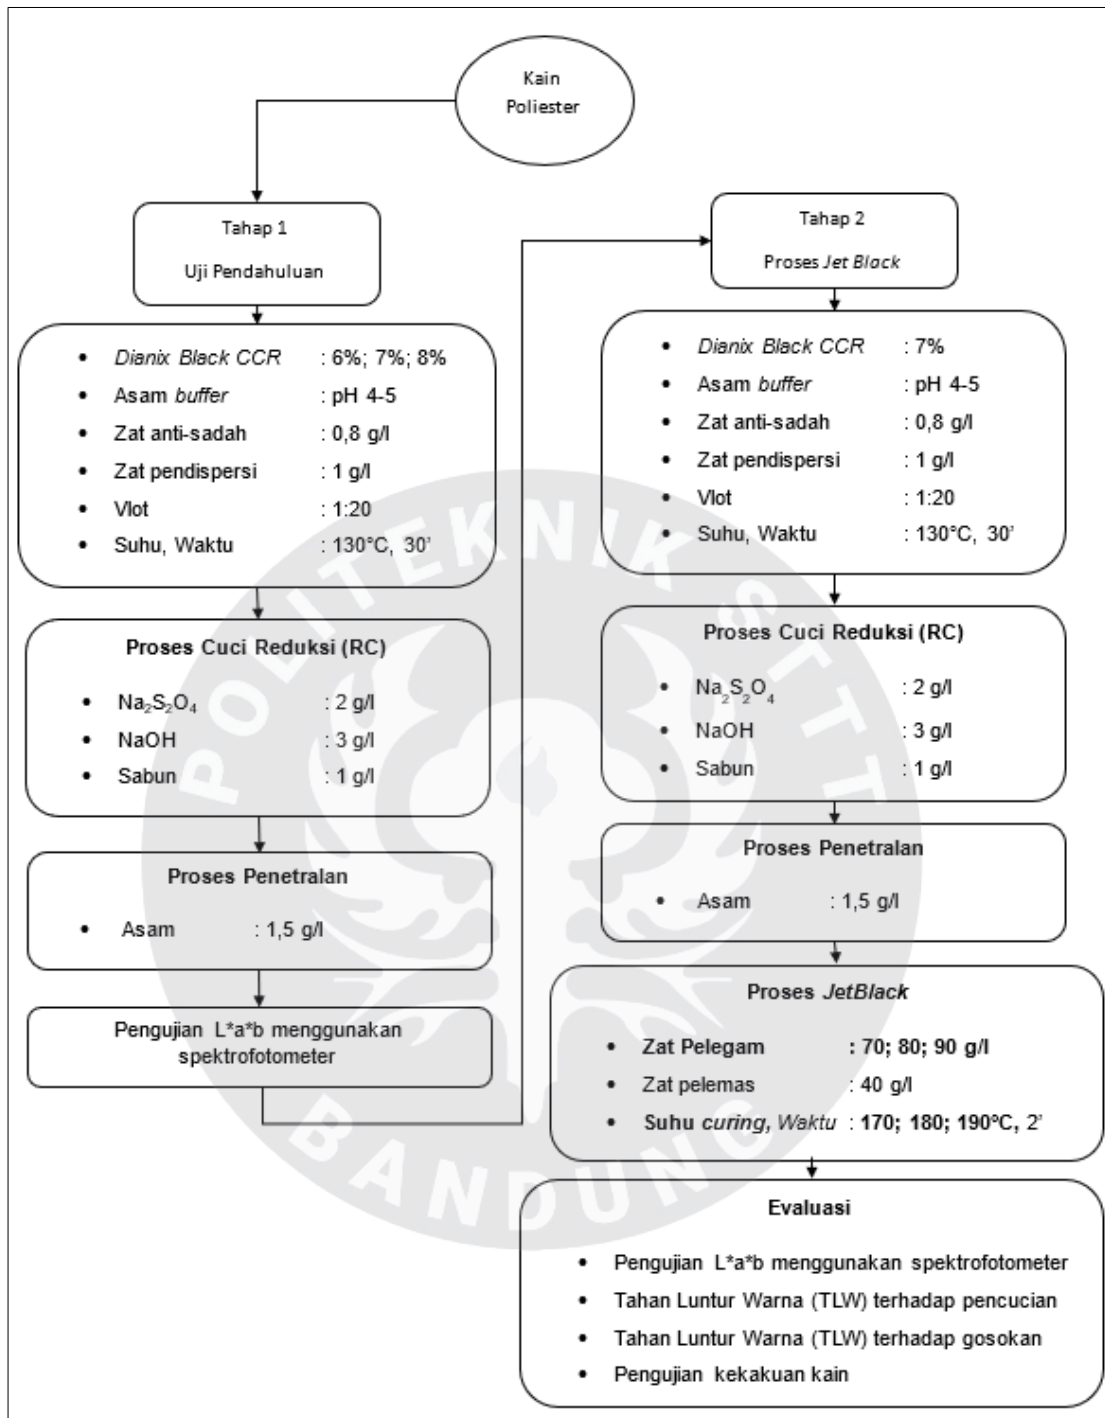 Kain
Poliester
Tahap 1
Uji Pendahuluan
• Dianix Black CCR : 6%; 7%; 8%
• Asam buffer : pH 4-5
• Zat anti-sadah : 0,8 g/l
• Zat pendispersi : 1 g/l
• Vlot : 1:20
• Suhu, Waktu : 130°C, 30'
Proses Cuci Reduksi (RC)
• Na₂S₂O₄ : 2 g/l
• NaOH : 3 g/l
• Sabun : 1 g/l
Proses Penetralan
• Asam : 1,5 g/l
Pengujian L*a*b menggunakan
spektrofotometer
Tahap 2
Proses Jet Black
• Dianix Black CCR : 7%
• Asam buffer : pH 4-5
• Zat anti-sadah : 0,8 g/l
• Zat pendispersi : 1 g/l
• Vlot : 1:20
• Suhu, Waktu : 130°C, 30'
Proses Cuci Reduksi (RC)
• Na₂S₂O₄ : 2 g/l
• NaOH : 3 g/l
• Sabun : 1 g/l
Proses Penetralan
• Asam : 1,5 g/l
Proses JetBlack
• Zat Pelegam : 70; 80; 90 g/l
• Zat pelemas : 40 g/l
• Suhu curing, Waktu : 170; 180; 190ºC, 2'
Evaluasi
• Pengujian L*a*b menggunakan spektrofotometer
• Tahan Luntur Warna (TLW) terhadap pencucian
• Tahan Luntur Warna (TLW) terhadap gosokan
• Pengujian kekakuan kain
POLITEKNIK STTT
BANDUNG